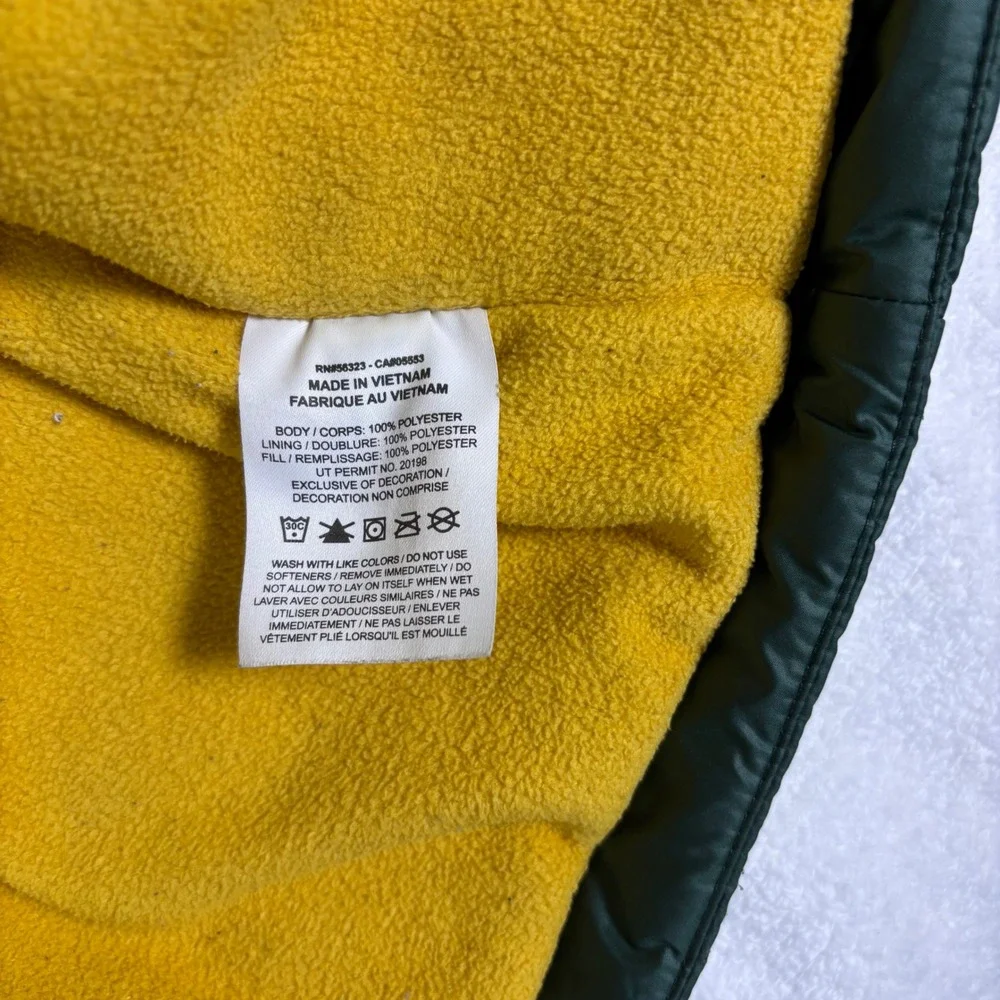 RN#56323 - CA#05553
MADE IN VIETNAM
FABRIQUE AU VIETNAM
BODY / CORPS: 100% POLYESTER
LINING / DOUBLURE: 100% POLYESTER
FILL / REMPLISSAGE: 100% POLYESTER
UT PERMIT NO. 20198
EXCLUSIVE OF DECORATION /
DECORATION NON COMPRISE
30C
WASH WITH LIKE COLORS / DO NOT USE
SOFTENERS / REMOVE IMMEDIATELY / DO
NOT ALLOW TO LAY ON ITSELF WHEN WET
LAVER AVEC COULEURS SIMILAIRES / NE PAS
UTILISER D'ADOUCISSEUR / ENLEVER
IMMEDIATEMENT / NE PAS LAISSER LE
VÊTEMENT PLIÉ LORSQU'IL EST MOUILLÉ